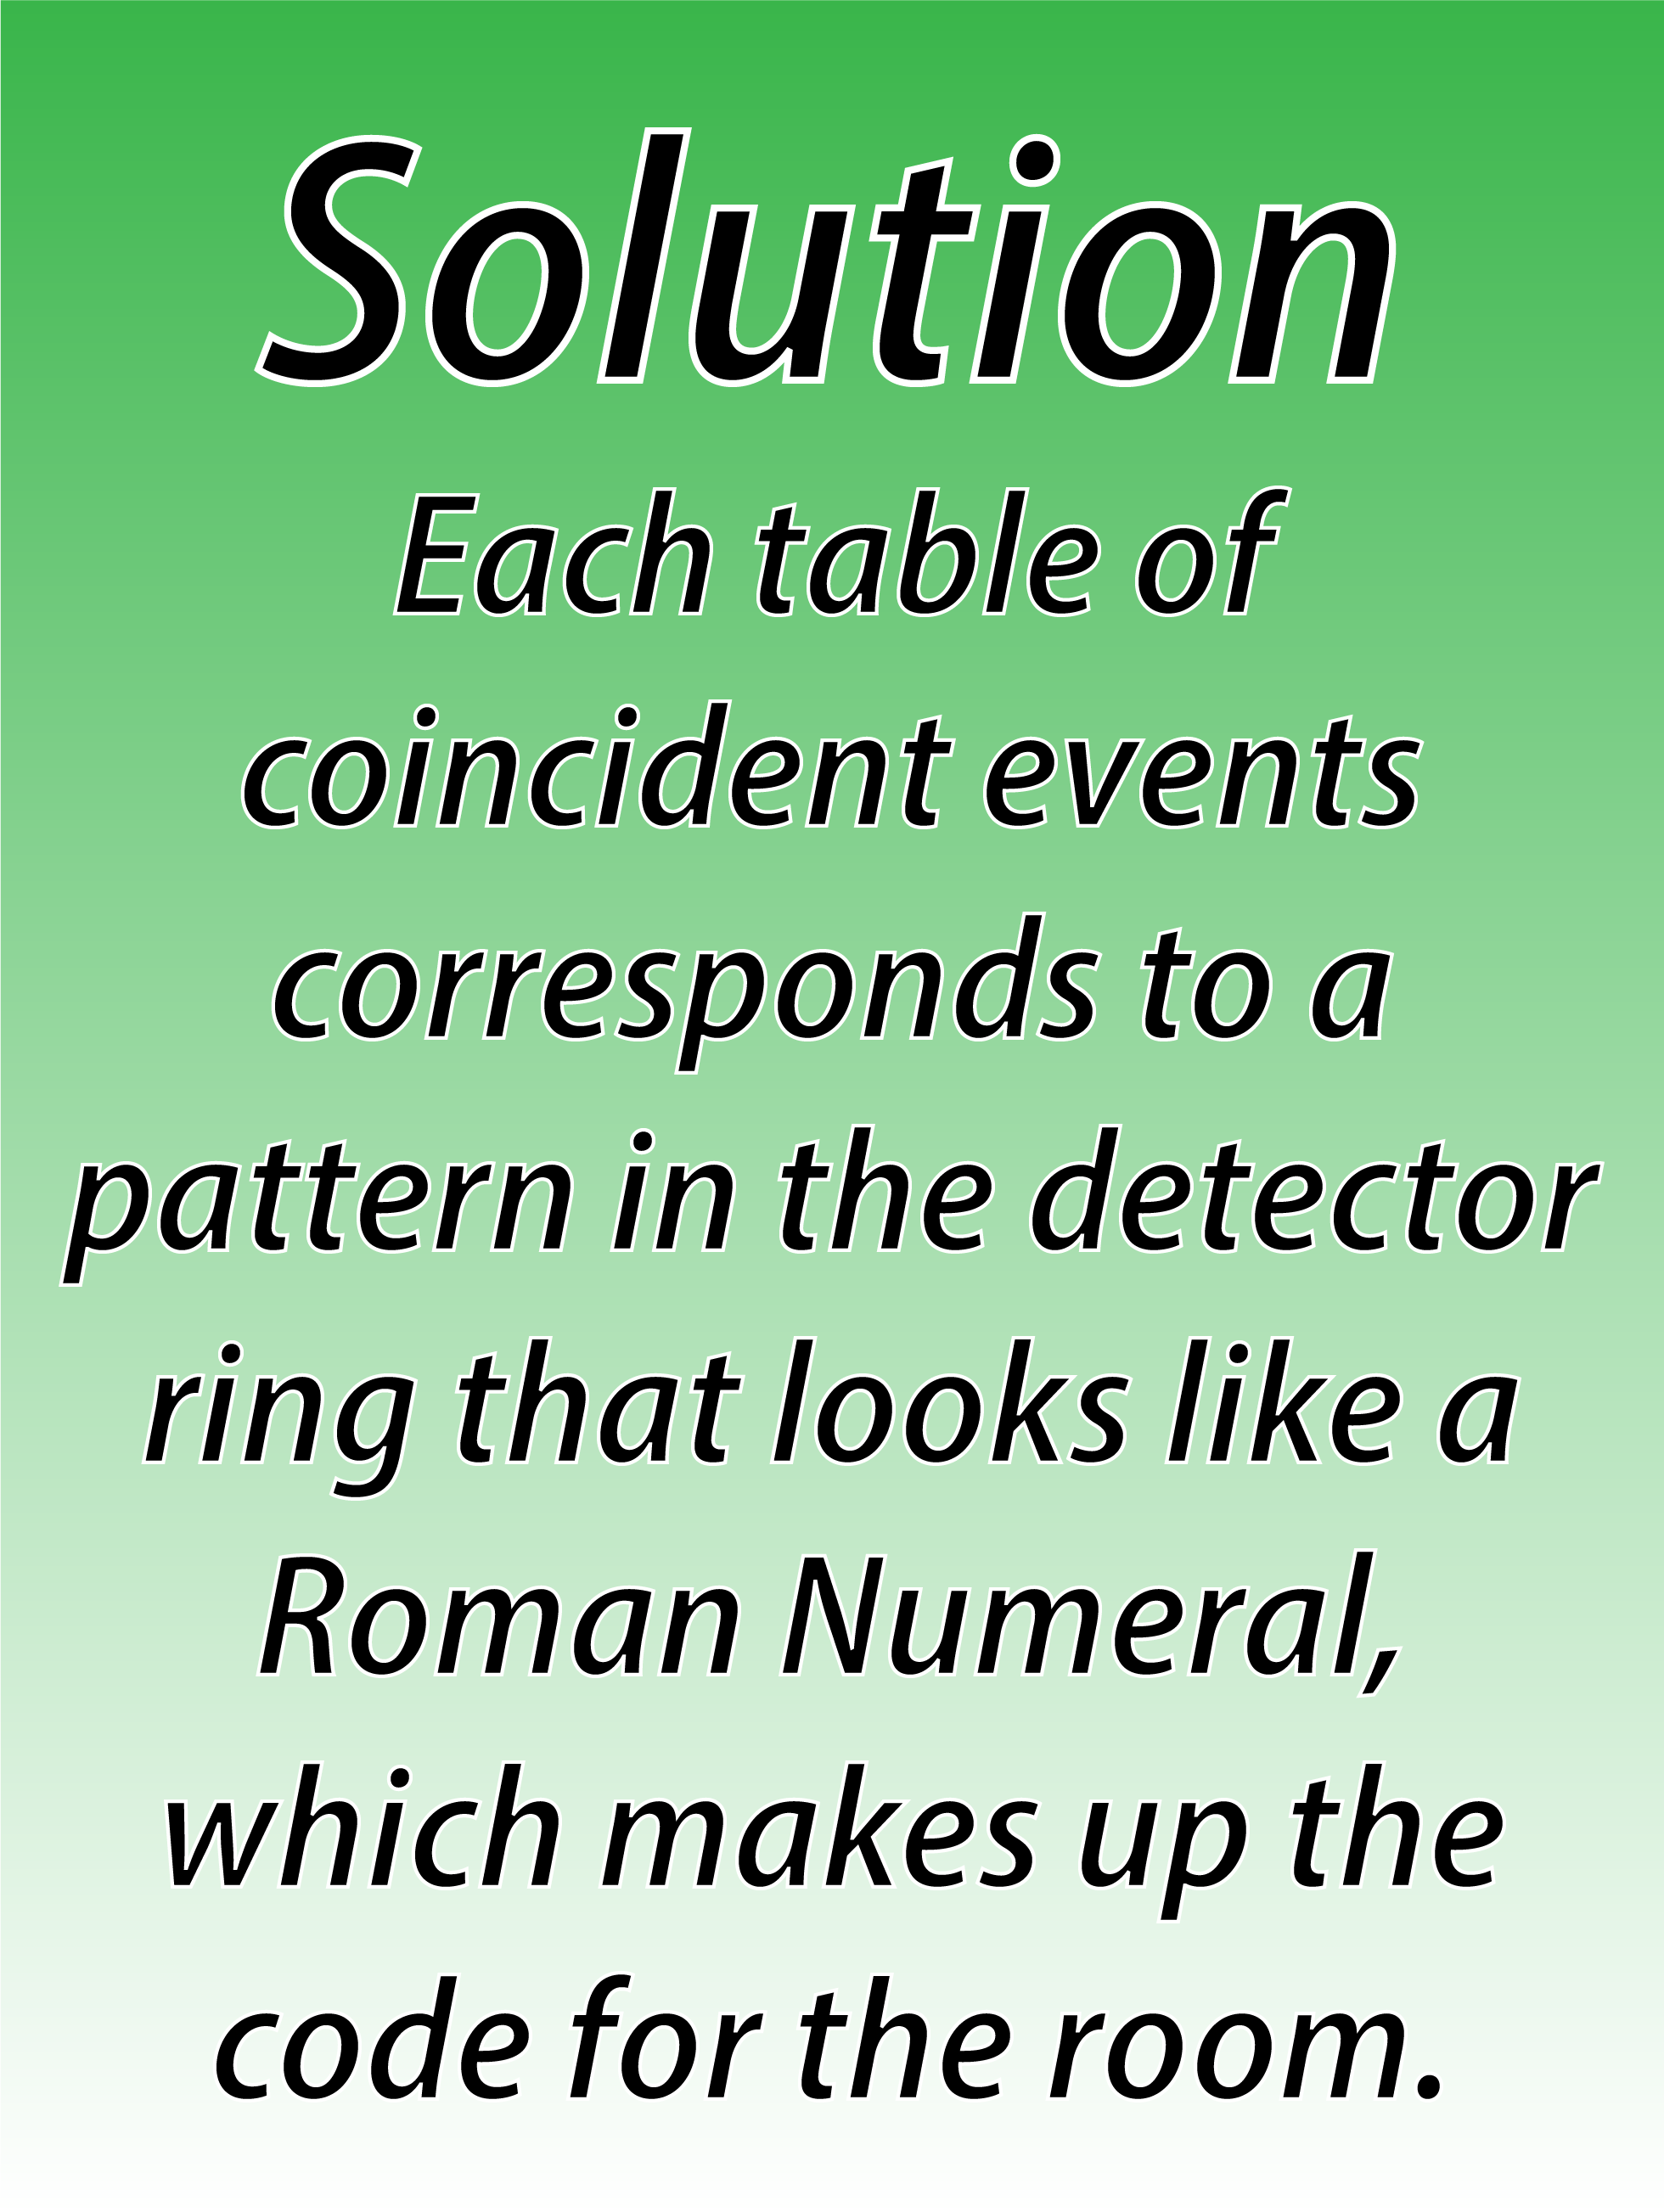 Solution
Each table of
coincident events
corresponds to a
pattern in the detector
ring that looks like a
Roman Numeral,
which makes up the
code for the room.